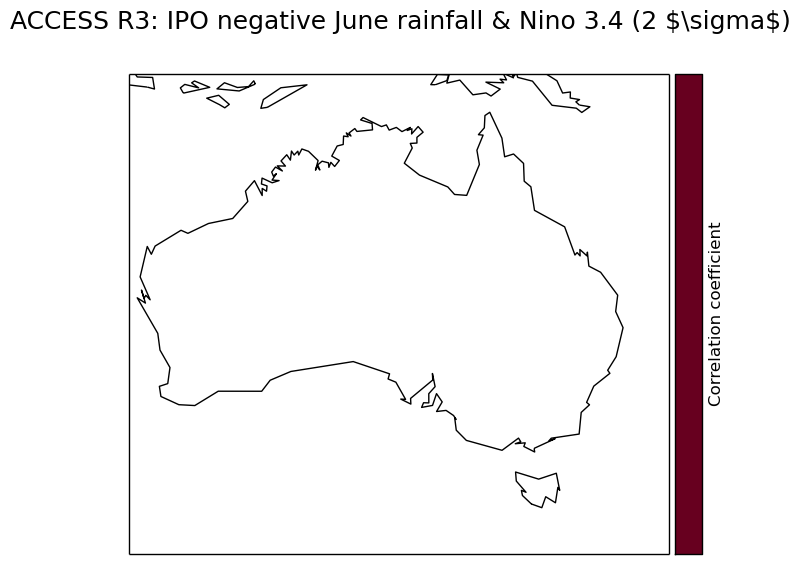 ACCESS R3: IPO negative June rainfall & Nino 3.4 (2 $\sigma$)
Correlation coefficient